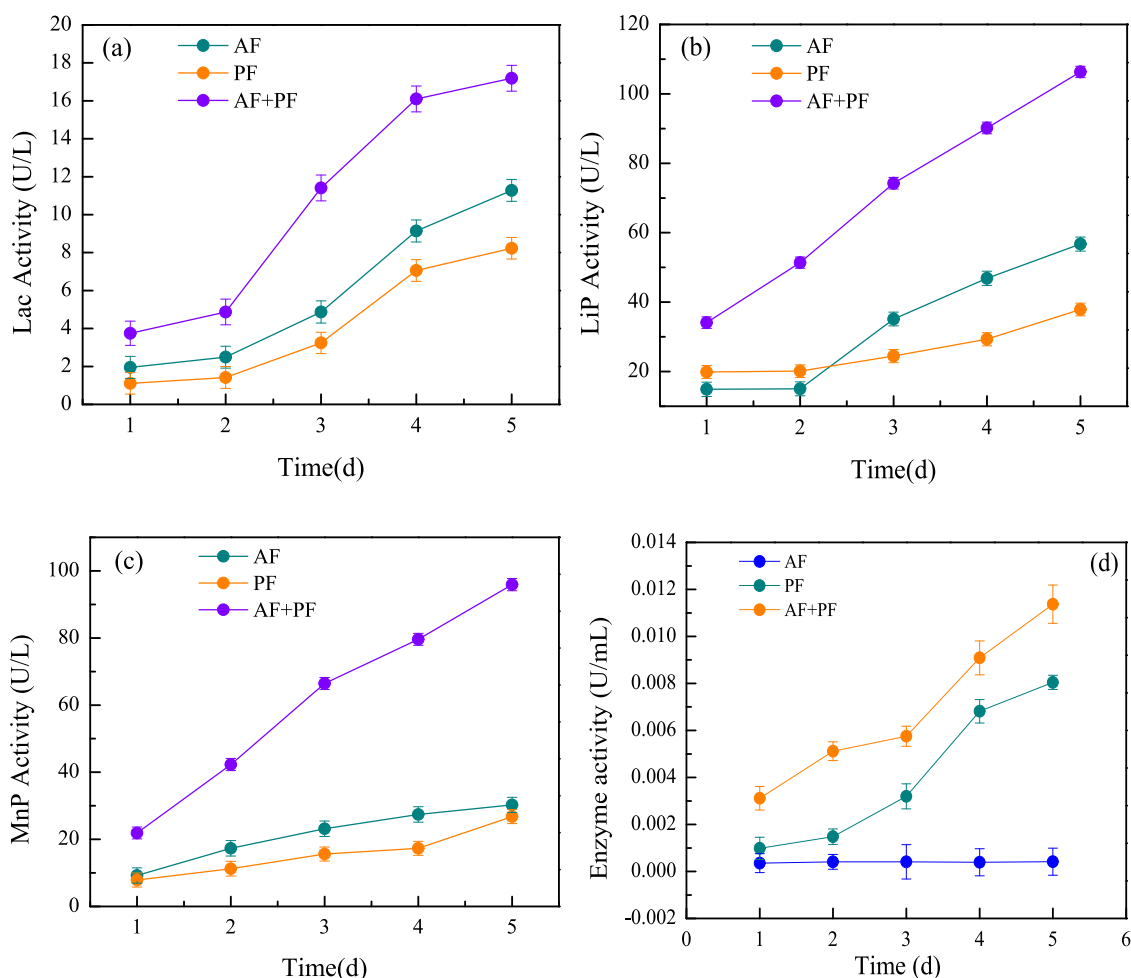 (a)
AF
PF
AF+PF
Lac Activity (U/L)
0
2
4
6
8
10
12
14
16
18
20
1 2 3 4 5
Time(d)
(b)
AF
PF
AF+PF
LiP Activity (U/L)
20
40
60
80
100
120
1 2 3 4 5
Time(d)
(c)
AF
PF
AF+PF
MnP Activity (U/L)
0
20
40
60
80
100
1 2 3 4 5
Time(d)
(d)
AF
PF
AF+PF
Enzyme activity (U/mL)
-0.002
0.000
0.002
0.004
0.006
0.008
0.010
0.012
0.014
0 1 2 3 4 5 6
Time (d)